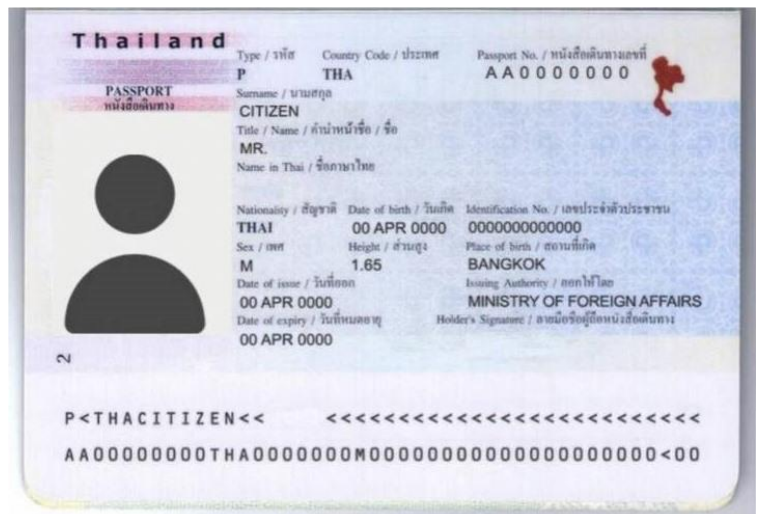 Thailand
Type / รหัส Country Code / ประเทศ Passport No. / หนังสือเดินทางเลขที่
P THA AA0000000
PASSPORT
หนังสือเดินทาง
Surname / นามสกุล
CITIZEN
Title / Name / คำนำหน้าชื่อ / ชื่อ
MR.
Name in Thai / ชื่อภาษาไทย
Nationality / สัญชาติ Date of birth / วันเกิด Identification No. / เลขประจำตัวประชาชน
THAI 00 APR 0000 0000000000000
Sex / เพศ Height / ส่วนสูง Place of birth / สถานที่เกิด
M 1.65 BANGKOK
Date of issue / วันที่ออก Issuing Authority / ออกให้โดย
00 APR 0000 MINISTRY OF FOREIGN AFFAIRS
Date of expiry / วันที่หมดอายุ Holder's Signature / ลายมือชื่อผู้ถือหนังสือเดินทาง
00 APR 0000
2
P<THACITIZEN<< <<<<<<<<<<<<<<<<<<<<<<<<<<
AA00000000THA0000000M00000000000000000000<00